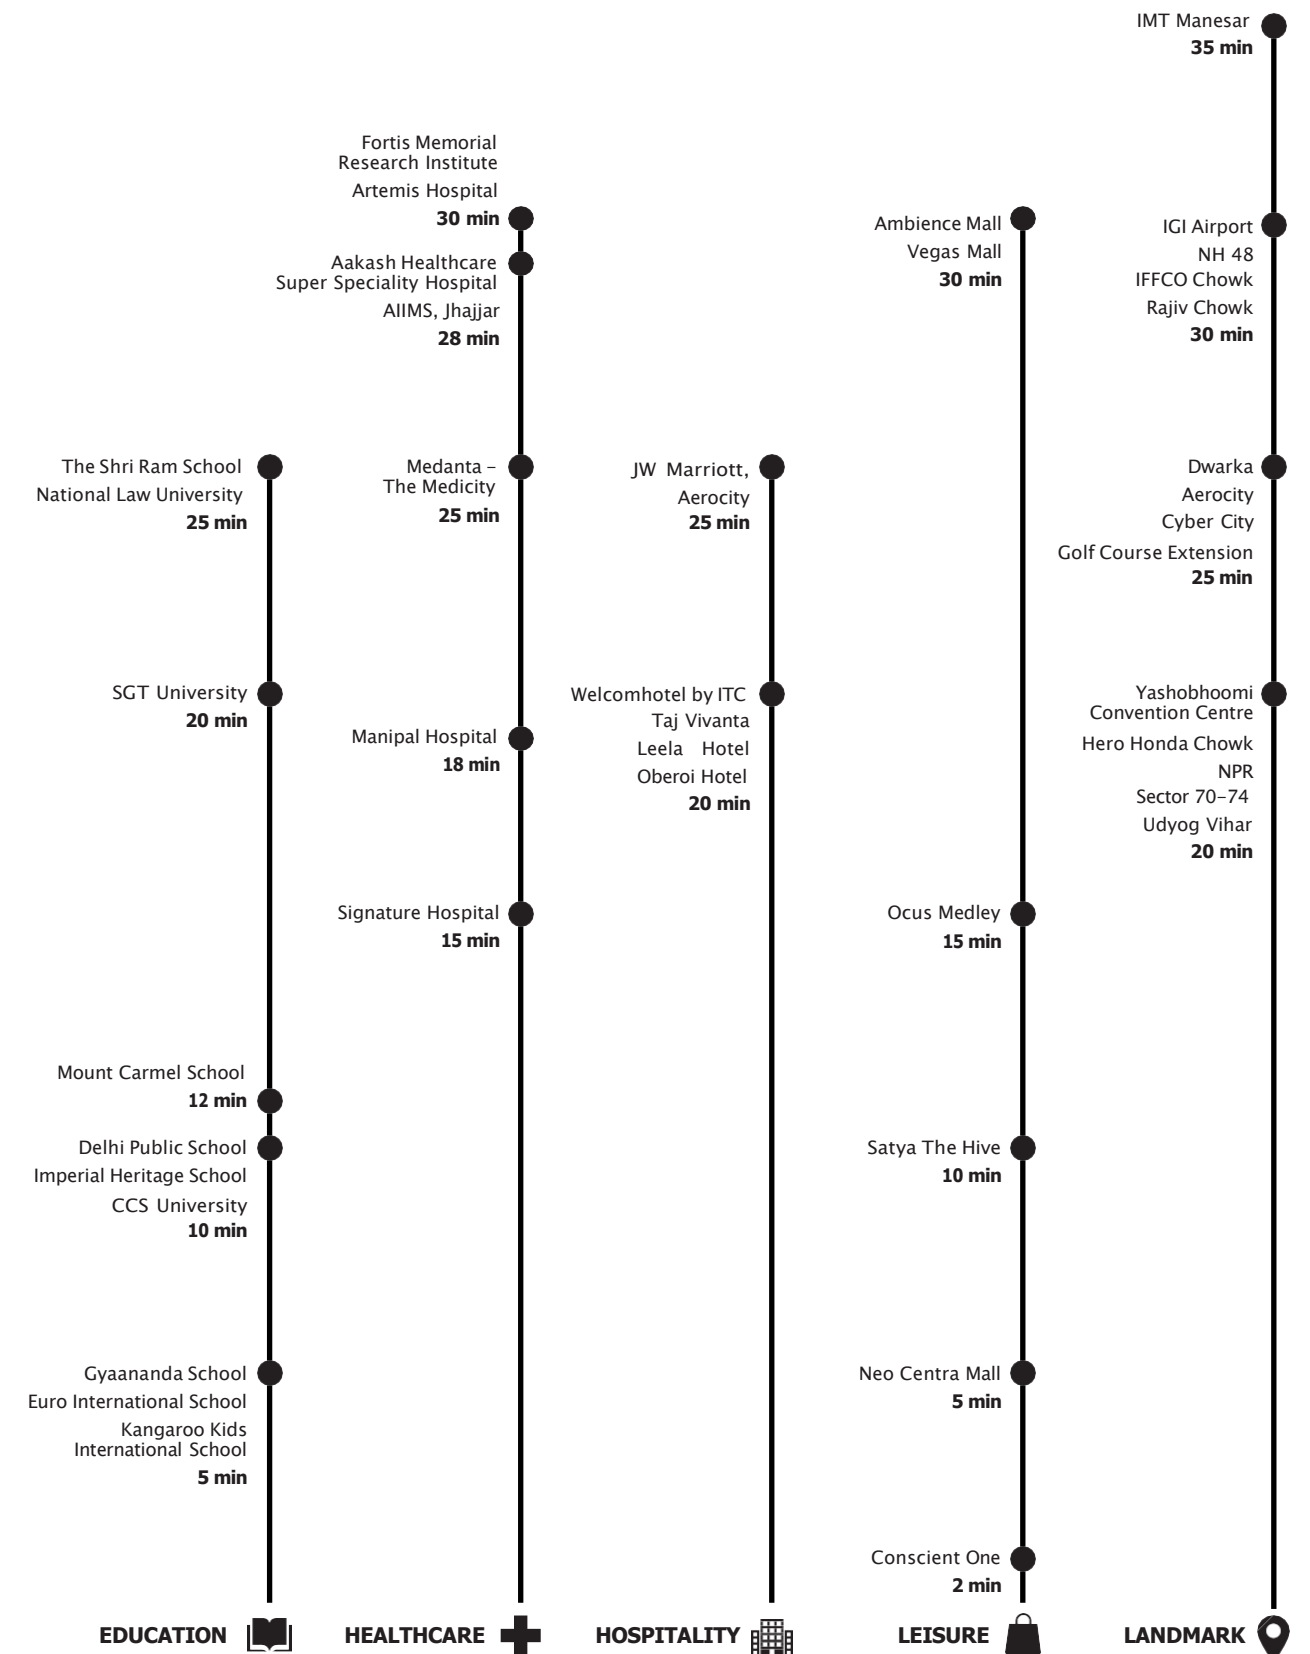 The Shri Ram School
National Law University
25 min
SGT University
20 min
Mount Carmel School
12 min
Delhi Public School
Imperial Heritage School
CCS University
10 min
Gyaananda School
Euro International School
Kangaroo Kids
International School
5 min
EDUCATION
Fortis Memorial
Research Institute
Artemis Hospital
30 min
Aakash Healthcare
Super Speciality Hospital
AIIMS, Jhajjar
28 min
Medanta –
The Medicity
25 min
Manipal Hospital
18 min
Signature Hospital
15 min
HEALTHCARE
JW Marriott,
Aerocity
25 min
Welcomhotel by ITC
Taj Vivanta
Leela Hotel
Oberoi Hotel
20 min
HOSPITALITY
Ambience Mall
Vegas Mall
30 min
Ocus Medley
15 min
Satya The Hive
10 min
Neo Centra Mall
5 min
Conscient One
2 min
LEISURE
IMT Manesar
35 min
IGI Airport
NH 48
IFFCO Chowk
Rajiv Chowk
30 min
Dwarka
Aerocity
Cyber City
Golf Course Extension
25 min
Yashobhoomi
Convention Centre
Hero Honda Chowk
NPR
Sector 70–74
Udyog Vihar
20 min
LANDMARK